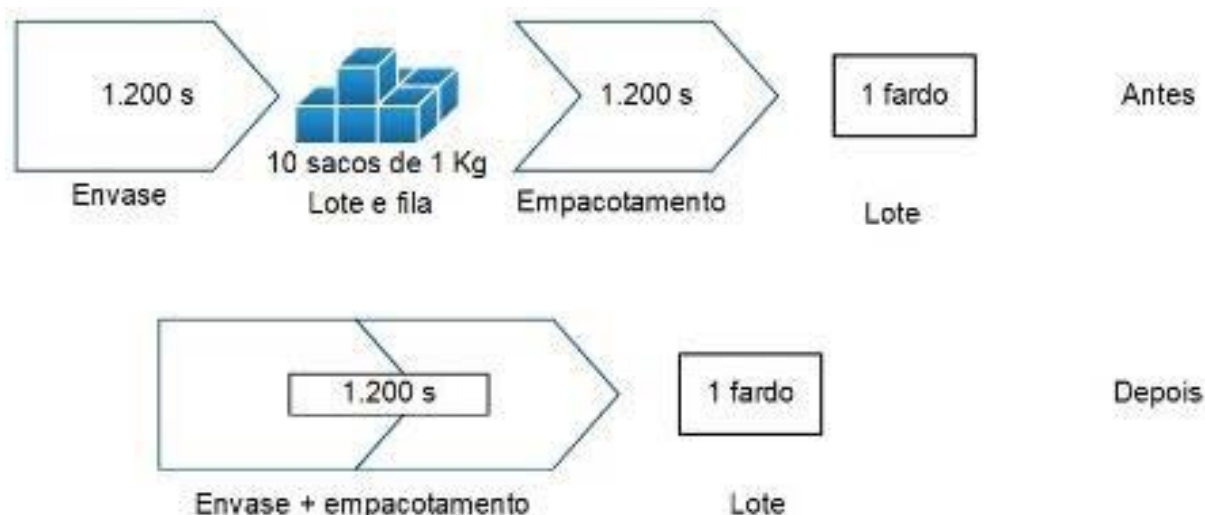 1.200 s
1.200 s
1 fardo
Antes
10 sacos de 1 Kg
Envase
Lote e fila
Empacotamento
Lote
1.200 s
1 fardo
Depois
Envase + empacotamento
Lote